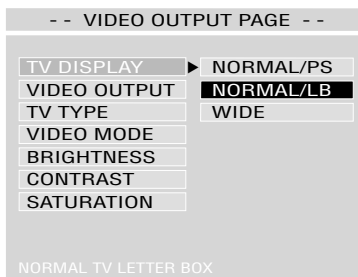 - - VIDEO OUTPUT PAGE - -
TV DISPLAY NORMAL/PS
VIDEO OUTPUT NORMAL/LB
TV TYPE WIDE
VIDEO MODE
BRIGHTNESS
CONTRAST
SATURATION
NORMAL TV LETTER BOX